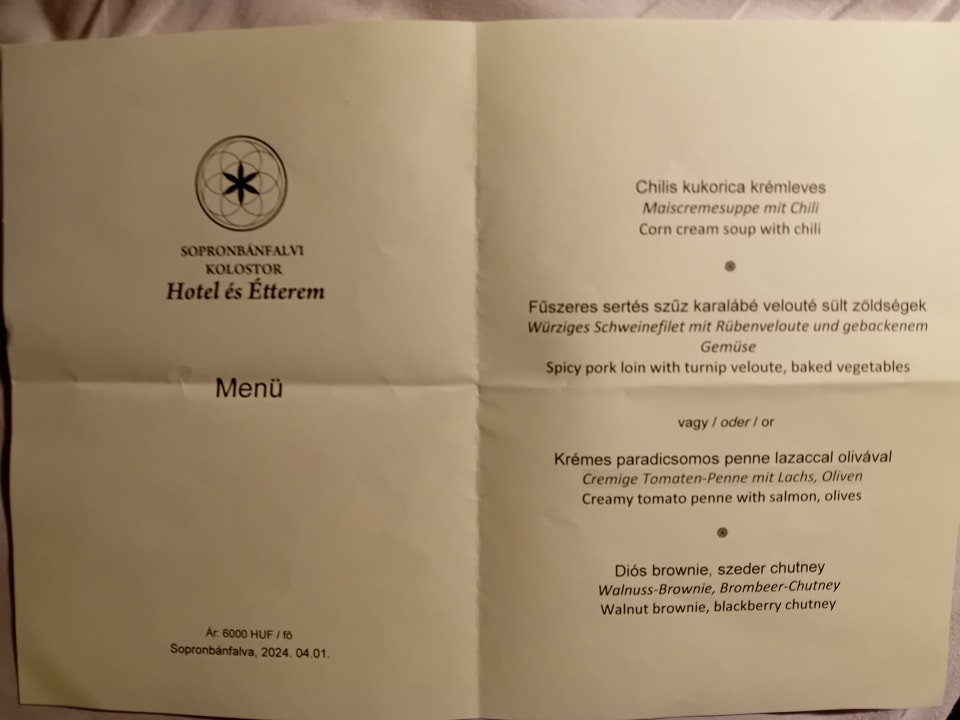 SOPRONBÁNFALVI
KOLOSTOR
Hotel és Étterem
Menü
Ár: 6000 HUF / fő
Sopronbánfalva, 2024. 04.01.
Chilis kukorica krémleves
Maiscremesuppe mit Chili
Corn cream soup with chili
Fűszeres sertés szűz karalábé velouté sült zöldségek
Würziges Schweinefilet mit Rübenveloute und gebackenem
Gemüse
Spicy pork loin with turnip veloute, baked vegetables
vagy / oder / or
Krémes paradicsomos penne lazaccal olivával
Cremige Tomaten-Penne mit Lachs, Oliven
Creamy tomato penne with salmon, olives
Diós brownie, szeder chutney
Walnuss-Brownie, Brombeer-Chutney
Walnut brownie, blackberry chutney